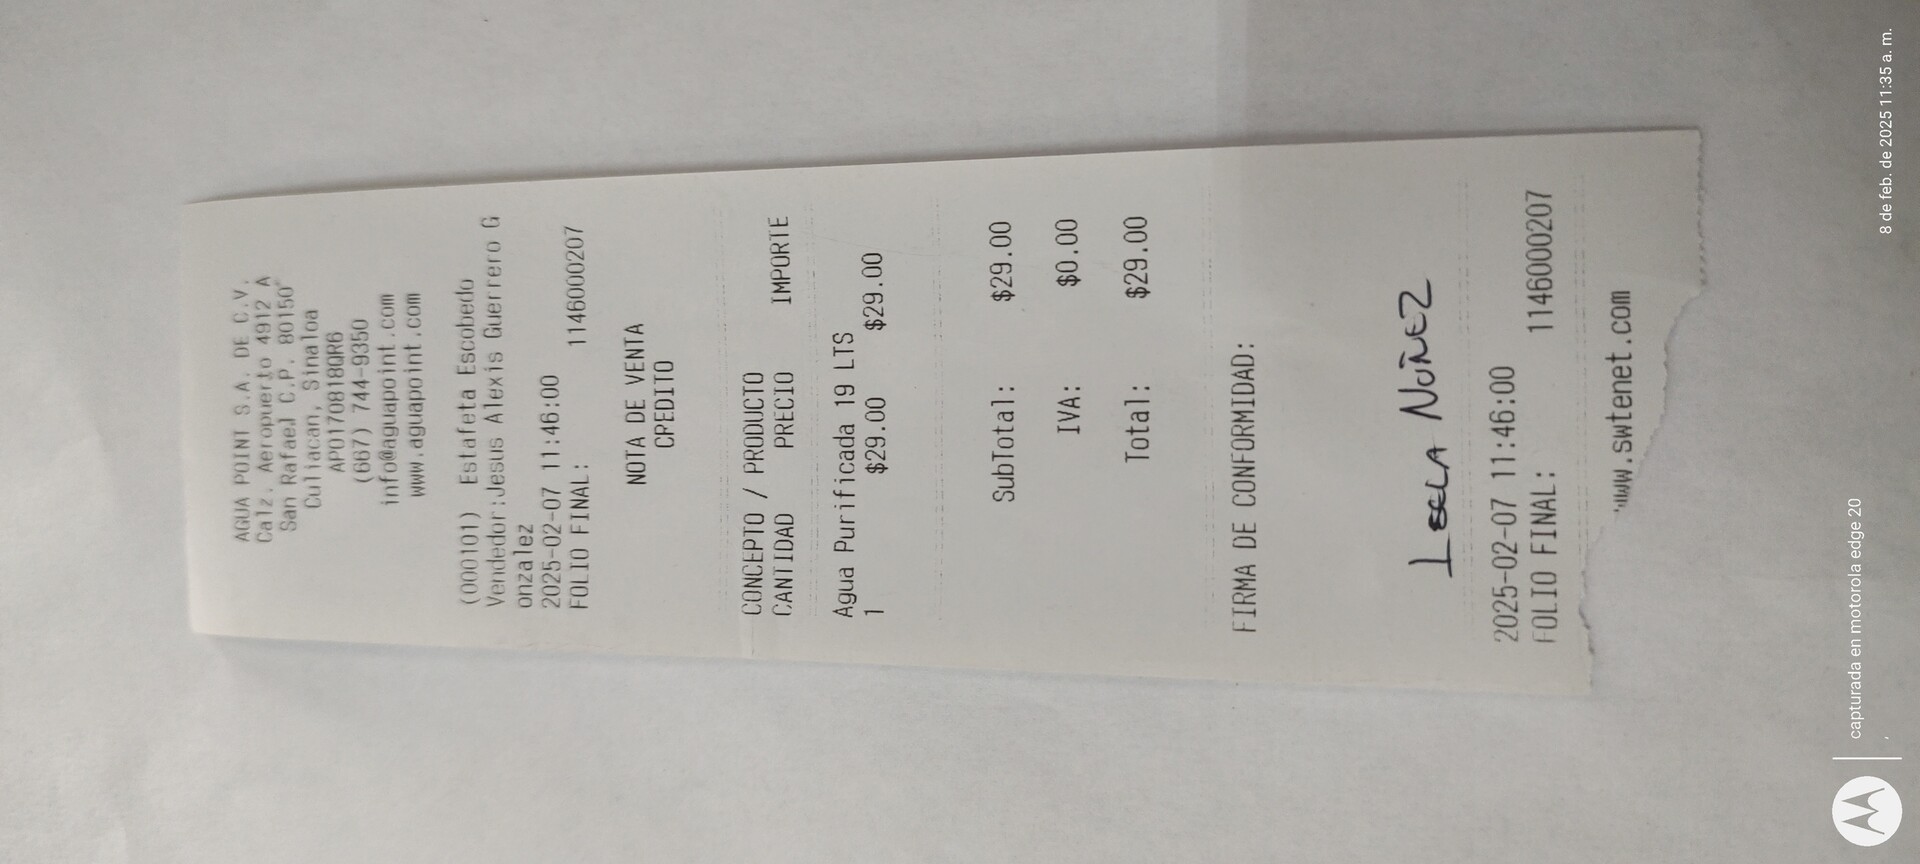 AGUA POINT S.A. DE C.V.
Calz. Aeropuerto 4912 A
San Rafael C.P. 80150
Culiacan, Sinaloa
APO170818QR6
(667) 744-9350
info@aguapoint.com
www.aguapoint.com
(000101) Estafeta Escobedo
Vendedor:Jesus Alexis Guerrero G
onzalez
2025-02-07 11:46:00
FOLIO FINAL: 1146000207
NOTA DE VENTA
CPEDITO
CONCEPTO / PRODUCTO
CANTIDAD PRECIO IMPORTE
Agua Purificada 19 LTS
1 $29.00 $29.00
SubTotal: $29.00
IVA: $0.00
Total: $29.00
FIRMA DE CONFORMIDAD:
NUÑEZ
2025-02-07 11:46:00
FOLIO FINAL: 1146000207
www.swtenet.com
capturada en motorola edge 20
8 de feb. de 2025 11:35 a. m.